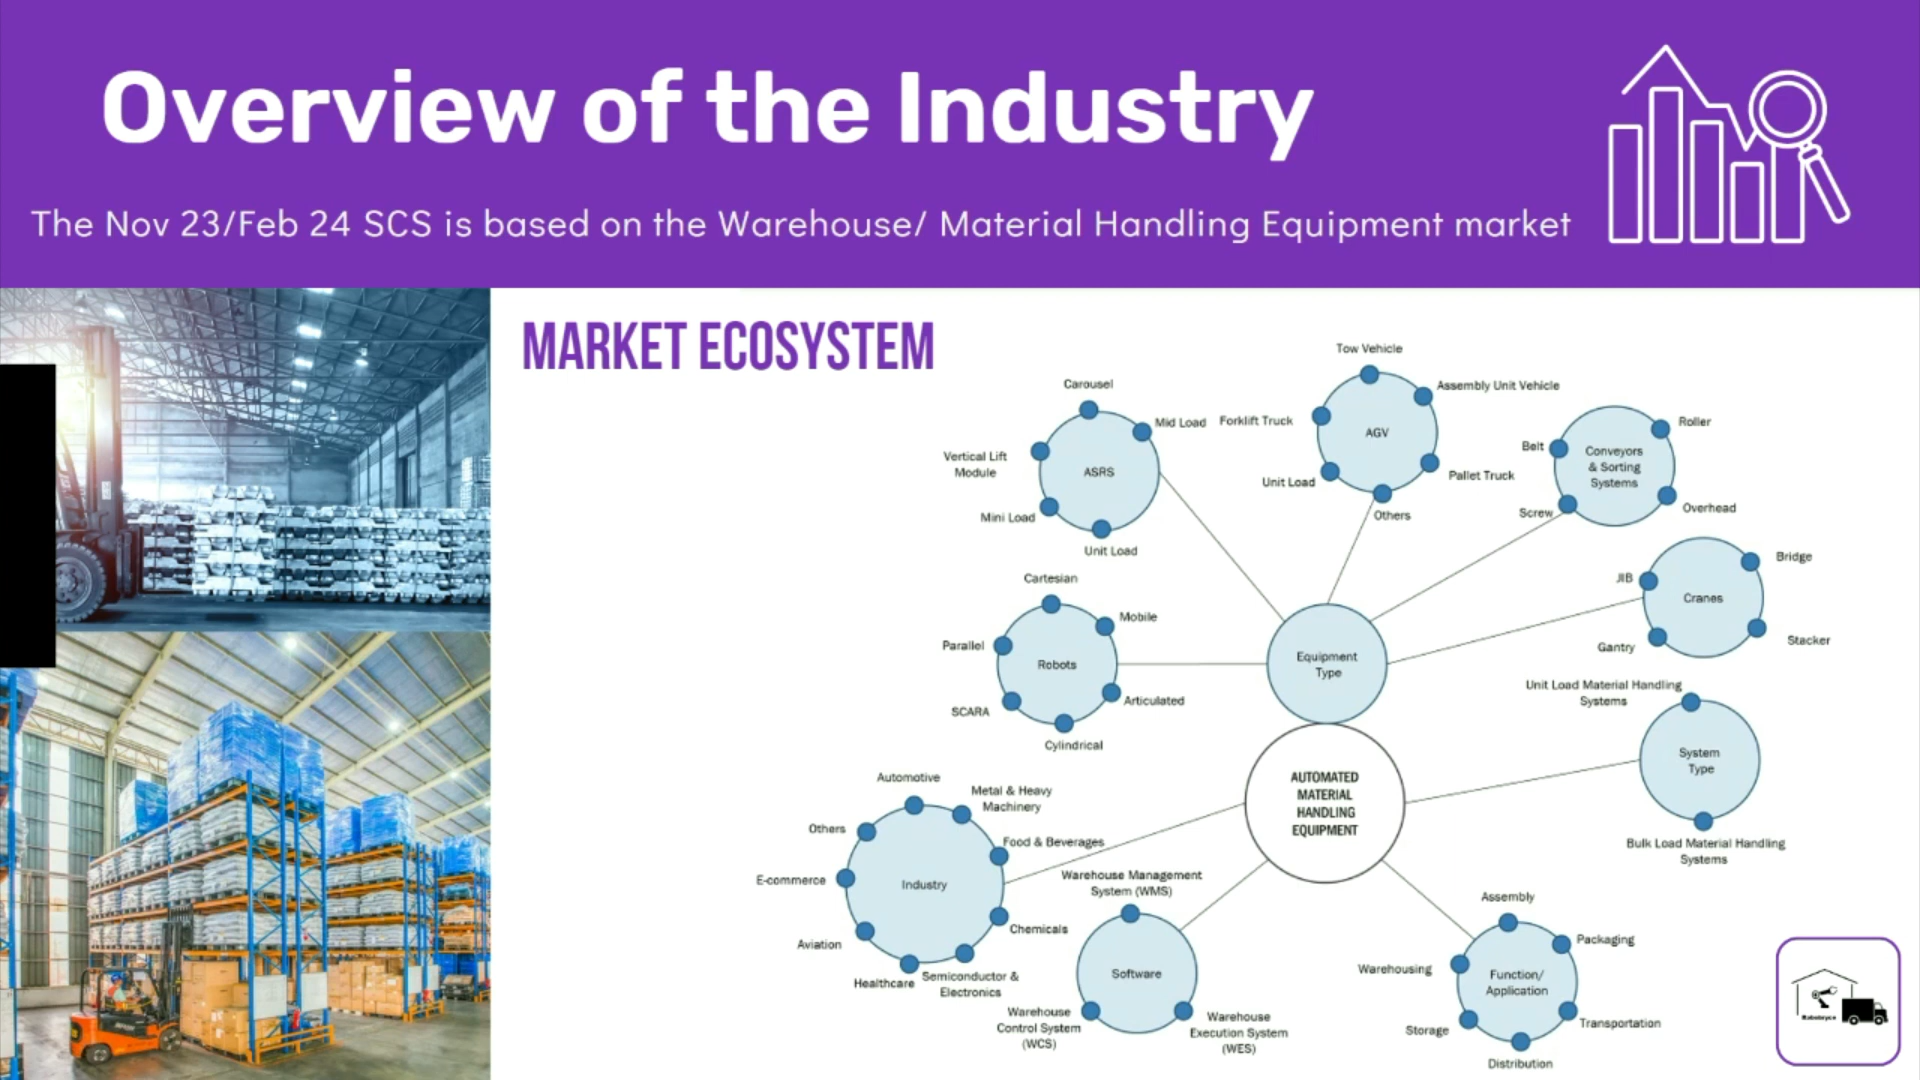 Overview of the Industry
The Nov 23/Feb 24 SCS is based on the Warehouse/ Material Handling Equipment market
MARKET ECOSYSTEM
Carousel
Mid Load
Vertical Lift
Module
ASRS
Mini Load
Unit Load
Tow Vehicle
Assembly Unit Vehicle
Forklift Truck
AGV
Unit Load
Pallet Truck
Others
Roller
Belt
Conveyors
& Sorting
Systems
Screw
Overhead
Bridge
JIB
Cranes
Gantry
Stacker
Cartesian
Mobile
Parallel
Robots
SCARA
Articulated
Cylindrical
Equipment
Type
Unit Load Material Handling
Systems
System
Type
Bulk Load Material Handling
Systems
AUTOMATED
MATERIAL
HANDLING
EQUIPMENT
Automotive
Metal & Heavy
Machinery
Others
Food & Beverages
E-commerce
Industry
Chemicals
Aviation
Healthcare
Semiconductor &
Electronics
Warehouse Management
System (WMS)
Software
Warehouse
Control System
(WCS)
Warehouse
Execution System
(WES)
Assembly
Packaging
Warehousing
Function/
Application
Storage
Transportation
Distribution